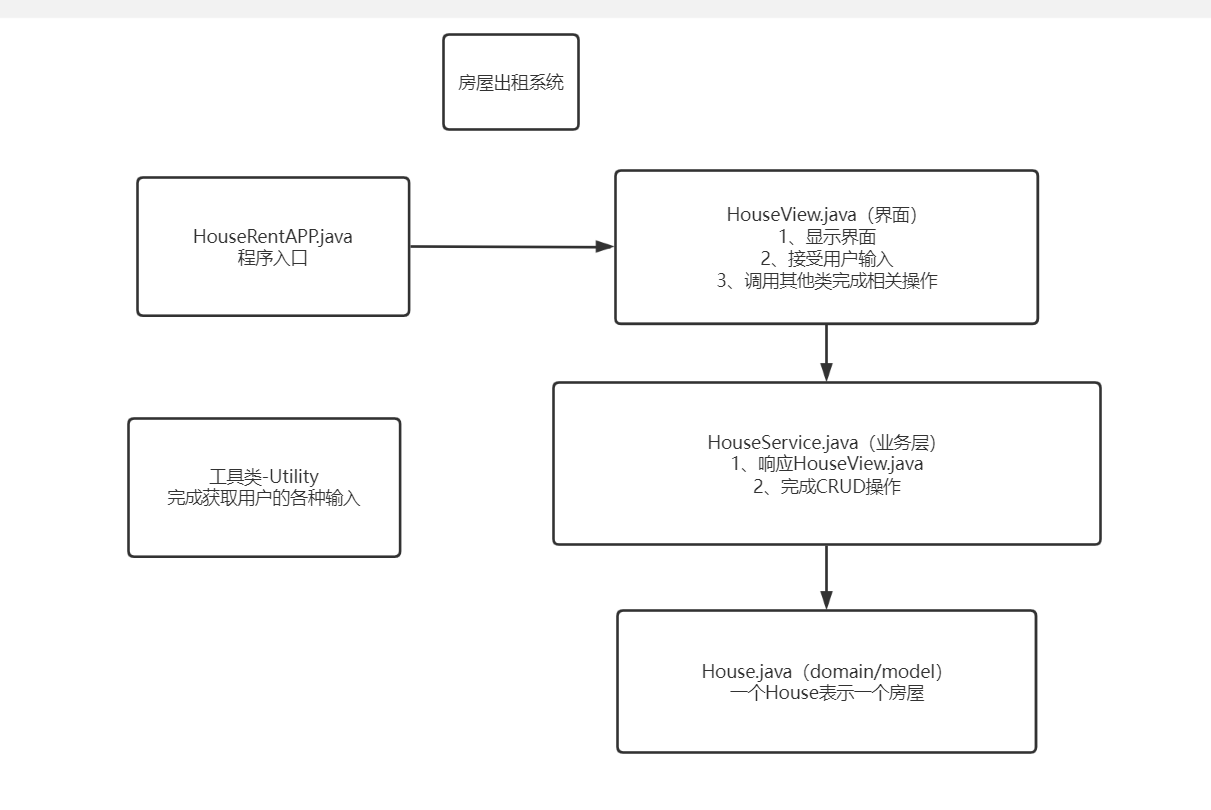 房屋出租系统
HouseRentAPP.java
程序入口
HouseView.java（界面）
1、显示界面
2、接受用户输入
3、调用其他类完成相关操作
工具类-Utility
完成获取用户的各种输入
HouseService.java（业务层）
1、响应HouseView.java
2、完成CRUD操作
House.java（domain/model）
一个House表示一个房屋